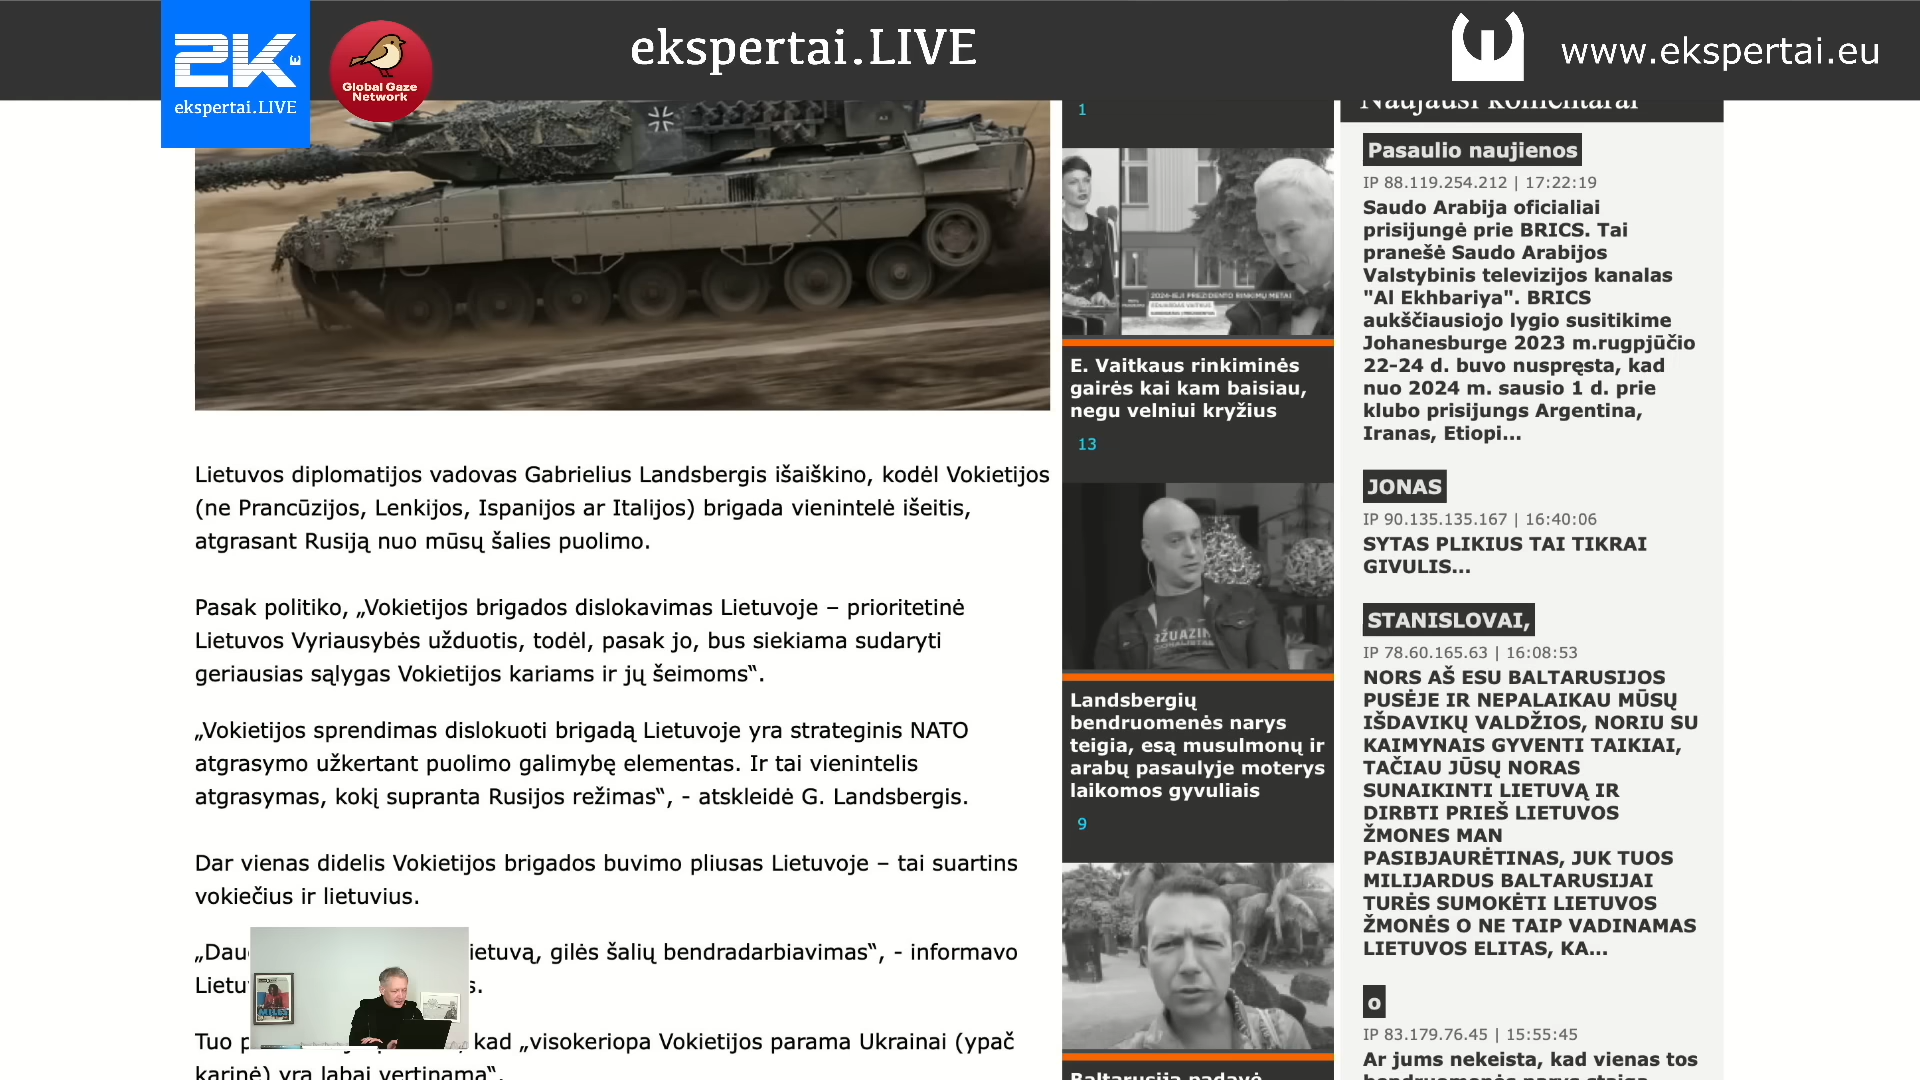 2K
ekspertai.LIVE
Global Gaze
Network
ekspertai.LIVE
www.ekspertai.eu
Lietuvos diplomatijos vadovas Gabrielius Landsbergis išaiškino, kodėl Vokietijos
(ne Prancūzijos, Lenkijos, Ispanijos ar Italijos) brigada vienintelė išeitis,
atgrasant Rusiją nuo mūsų šalies puolimo.
Pasak politiko, „Vokietijos brigados dislokavimas Lietuvoje – prioritetinė
Lietuvos Vyriausybės užduotis, todėl, pasak jo, bus siekiama sudaryti
geriausias sąlygas Vokietijos kariams ir jų šeimoms“.
„Vokietijos sprendimas dislokuoti brigadą Lietuvoje yra strateginis NATO
atgrasymo užkertant puolimo galimybę elementas. Ir tai vienintelis
atgrasymas, kokį supranta Rusijos režimas“, - atskleidė G. Landsbergis.
Dar vienas didelis Vokietijos brigados buvimo pliusas Lietuvoje – tai suartins
vokiečius ir lietuvius.
gilės šalių bendradarbiavimas“, - informavo
Tuo kad „visokeriopa Vokietijos parama Ukrainai (ypač
karinė) yra labai vertinama“.
1
2024-IEJI PREZIDENTO RINKIMŲ METAI
E. Vaitkaus rinkiminės
gairės kai kam baisiau,
negu velniui kryžius
13
Landsbergių
bendruomenės narys
teigia, esą musulmonų ir
arabų pasaulyje moterys
laikomos gyvuliais
9
Baltarusija padavė
Naujausi komentarai
Pasaulio naujienos
IP 88.119.254.212 | 17:22:19
Saudo Arabija oficialiai
prisijungė prie BRICS. Tai
pranešė Saudo Arabijos
Valstybinis televizijos kanalas
"Al Ekhbariya". BRICS
aukščiausiojo lygio susitikime
Johanesburge 2023 m.rugpjūčio
22-24 d. buvo nuspręsta, kad
nuo 2024 m. sausio 1 d. prie
klubo prisijungs Argentina,
Iranas, Etiopi...
JONAS
IP 90.135.135.167 | 16:40:06
SYTAS PLIKIUS TAI TIKRAI
GIVULIS...
STANISLOVAI,
IP 78.60.165.63 | 16:08:53
NORS AŠ ESU BALTARUSIJOS
PUSĖJE IR NEPALAIKAU MŪSŲ
IŠDAVIKŲ VALDŽIOS, NORIU SU
KAIMYNAIS GYVENTI TAIKIAI,
TAČIAU JŪSŲ NORAS
SUNAIKINTI LIETUVĄ IR
DIRBTI PRIEŠ LIETUVOS
ŽMONES MAN
PASIBJAURĖTINAS, JUK TUOS
MILIJARDUS BALTARUSIJAI
TURĖS SUMOKĖTI LIETUVOS
ŽMONĖS O NE TAIP VADINAMAS
LIETUVOS ELITAS, KA...
o
IP 83.179.76.45 | 15:55:45
Ar jums nekeista, kad vienas tos
bendruomenės narys